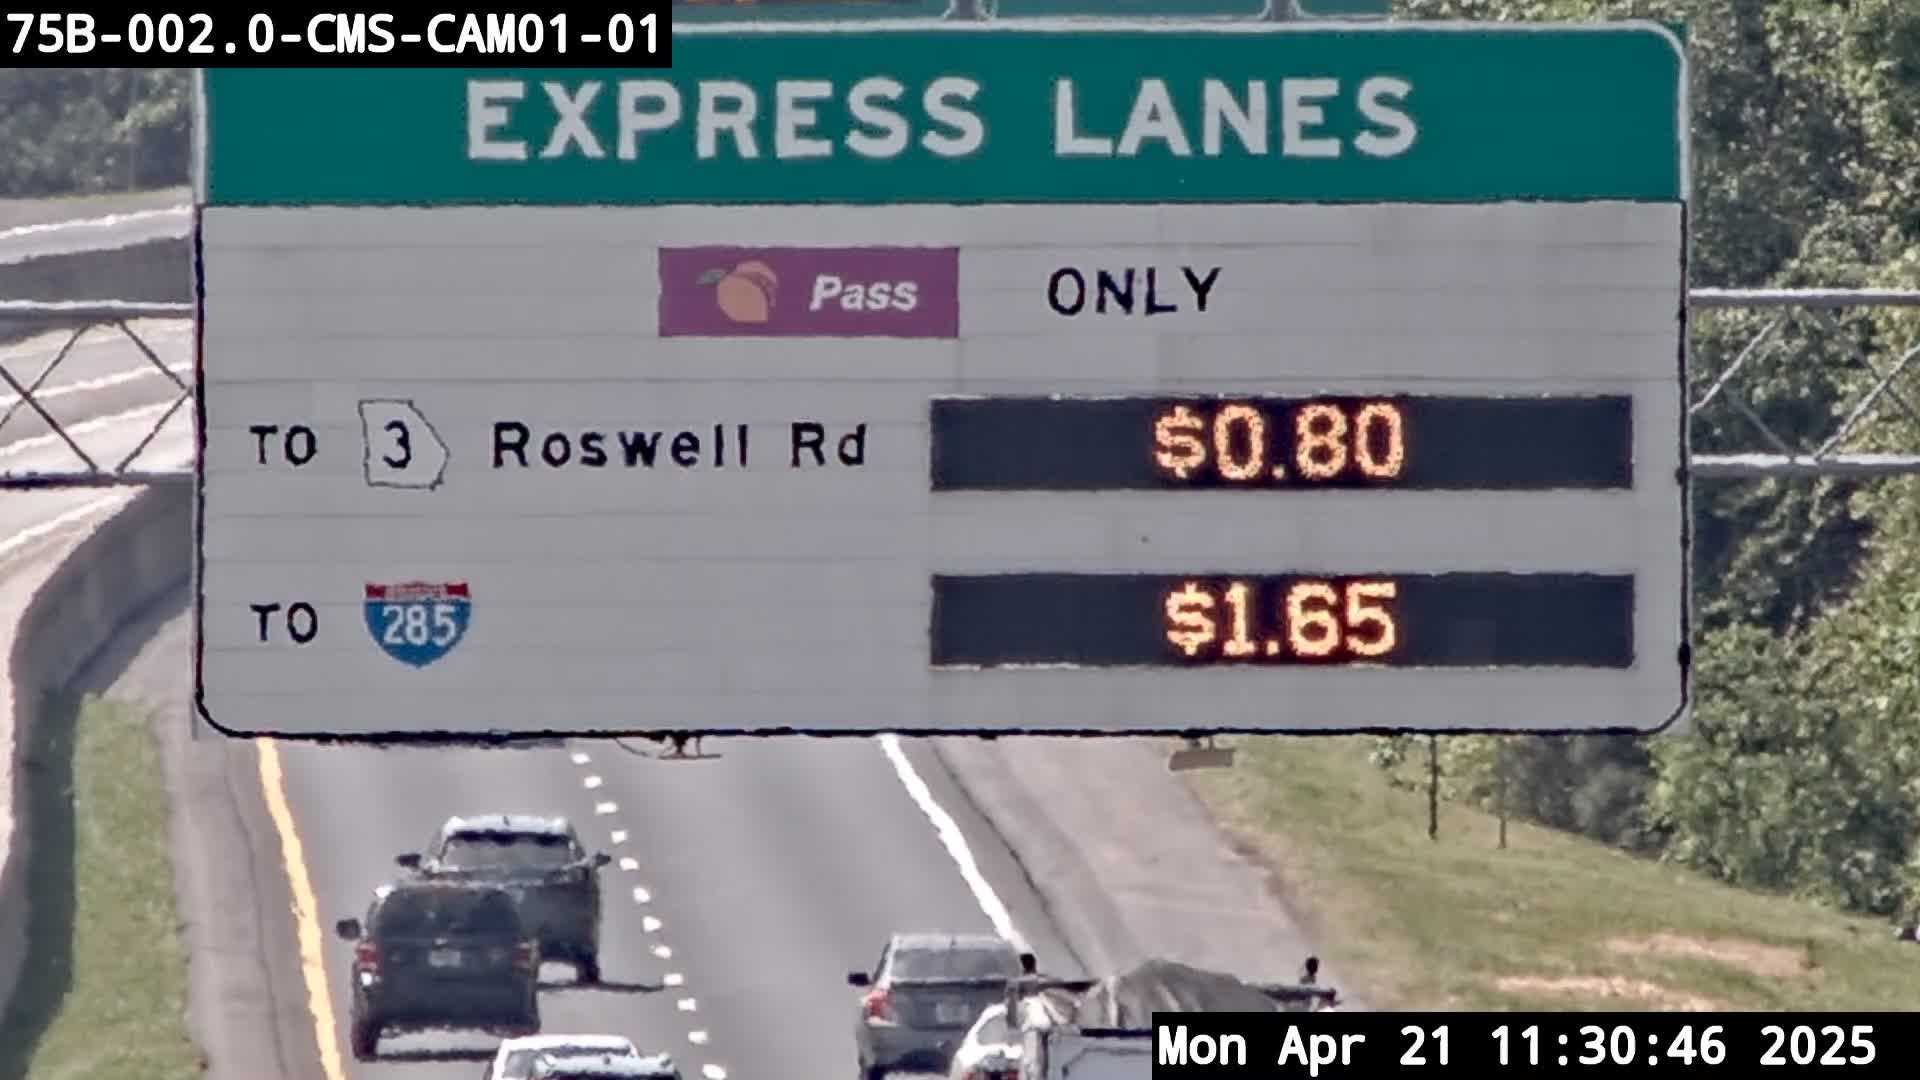 75B-002.0-CMS-CAM01-01
EXPRESS LANES
Pass ONLY
TO 3 Roswell Rd $0.80
TO 285 $1.65
Mon Apr 21 11:30:46 2025